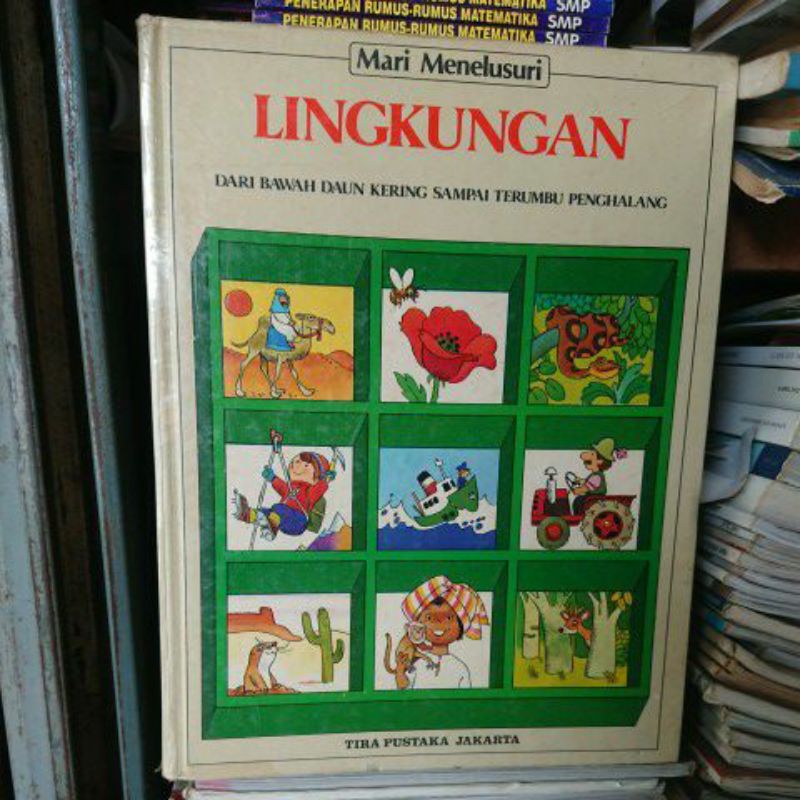 PENERAPAN RUMUS-RUMUS MATEMATIKA SMP
PENERAPAN RUMUS-RUMUS MATEMATIKA SMP
Mari Menelusuri
LINGKUNGAN
DARI BAWAH DAUN KERING SAMPAI TERUMBU PENGHALANG
TIRA PUSTAKA JAKARTA